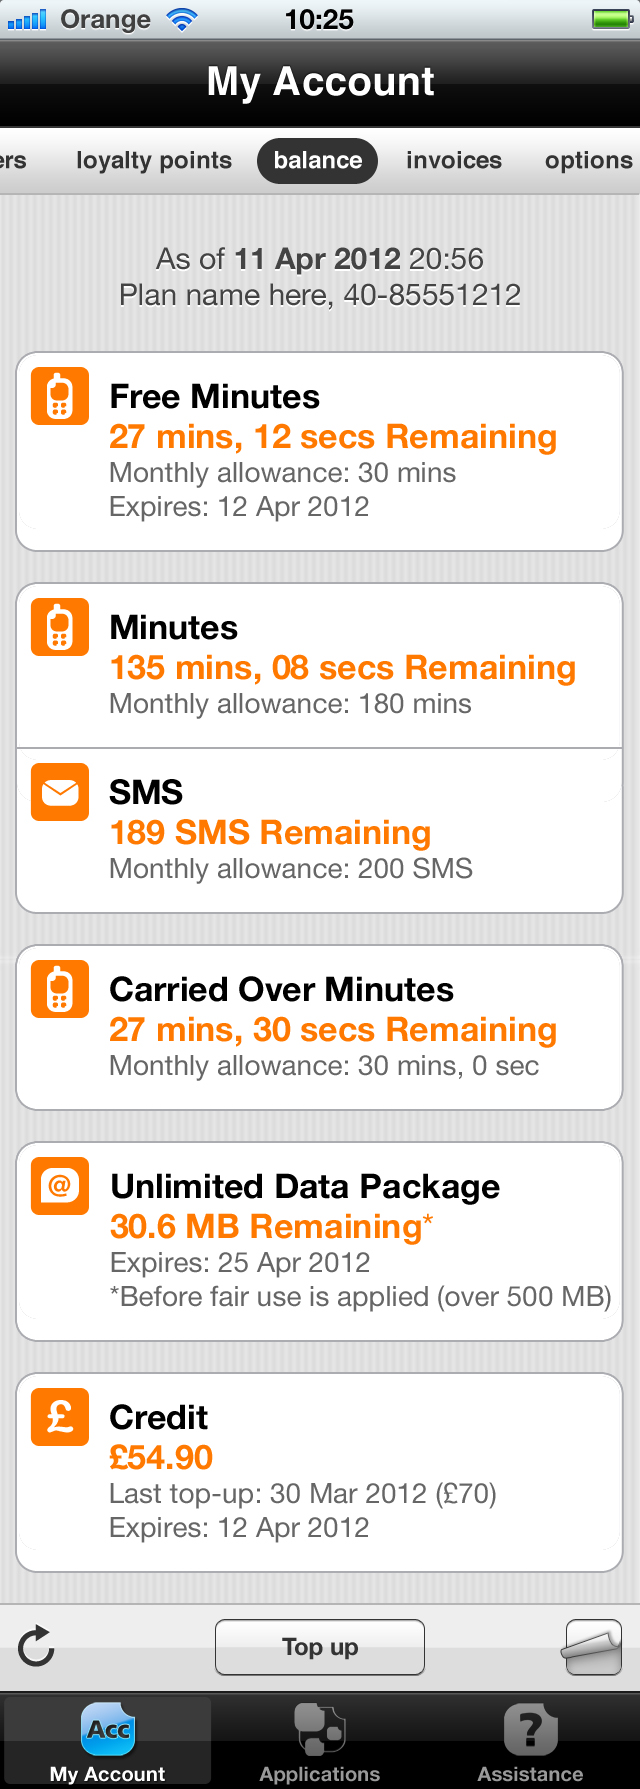 Orange 10:25
My Account
ers loyalty points balance invoices options
As of 11 Apr 2012 20:56
Plan name here, 40-85551212
Free Minutes
27 mins, 12 secs Remaining
Monthly allowance: 30 mins
Expires: 12 Apr 2012
Minutes
135 mins, 08 secs Remaining
Monthly allowance: 180 mins
SMS
189 SMS Remaining
Monthly allowance: 200 SMS
Carried Over Minutes
27 mins, 30 secs Remaining
Monthly allowance: 30 mins, 0 sec
@
Unlimited Data Package
30.6 MB Remaining*
Expires: 25 Apr 2012
*Before fair use is applied (over 500 MB)
£
Credit
£54.90
Last top-up: 30 Mar 2012 (£70)
Expires: 12 Apr 2012
Top up
Acc ?
My Account Applications Assistance